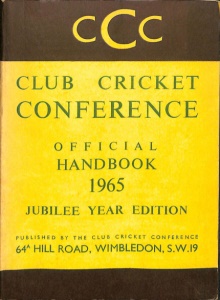 CCC
CLUB CRICKET
CONFERENCE
OFFICIAL
HANDBOOK
1965
JUBILEE YEAR EDITION
PUBLISHED BY THE CLUB CRICKET CONFERENCE
64A HILL ROAD, WIMBLEDON, S.W.19